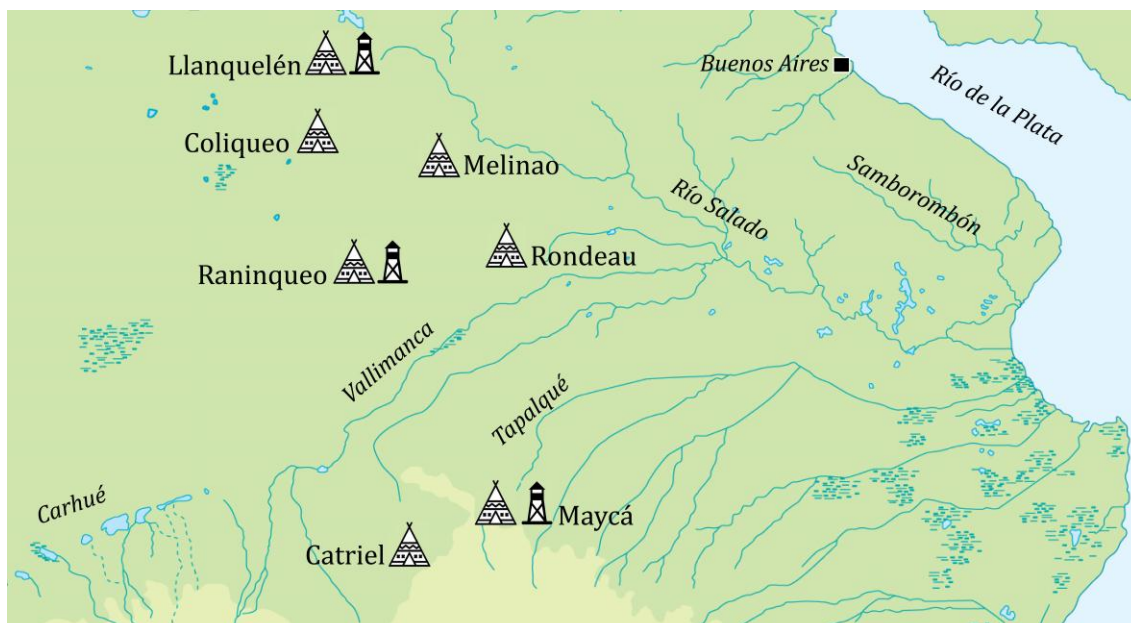 Llanquelén
Buenos Aires
Río de la Plata
Coliqueo
Melinao
Samborombón
Río Salado
Raninqueo
Rondeau
Vallimanca
Tapalqué
Carhué
Maycá
Catriel